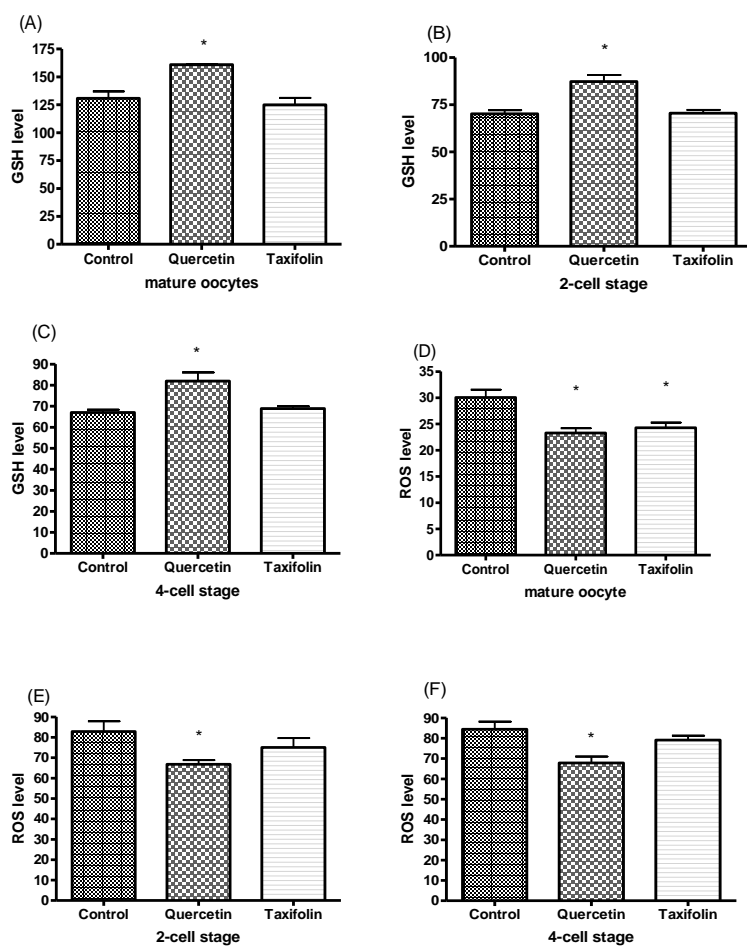 (A)
*
175
150
125
100
75
50
25
0
GSH level
Control Quercetin Taxifolin
mature oocytes
(B)
*
100
75
50
25
0
GSH level
Control Quercetin Taxifolin
2-cell stage
(C)
*
90
80
70
60
50
40
30
20
10
0
GSH level
Control Quercetin Taxifolin
4-cell stage
(D)
* *
35
30
25
20
15
10
5
0
ROS level
Control Quercetin Taxifolin
mature oocyte
(E)
*
90
80
70
60
50
40
30
20
10
0
ROS level
Control Quercetin Taxifolin
2-cell stage
(F)
*
90
80
70
60
50
40
30
20
10
0
ROS level
Control Quercetin Taxifolin
4-cell stage